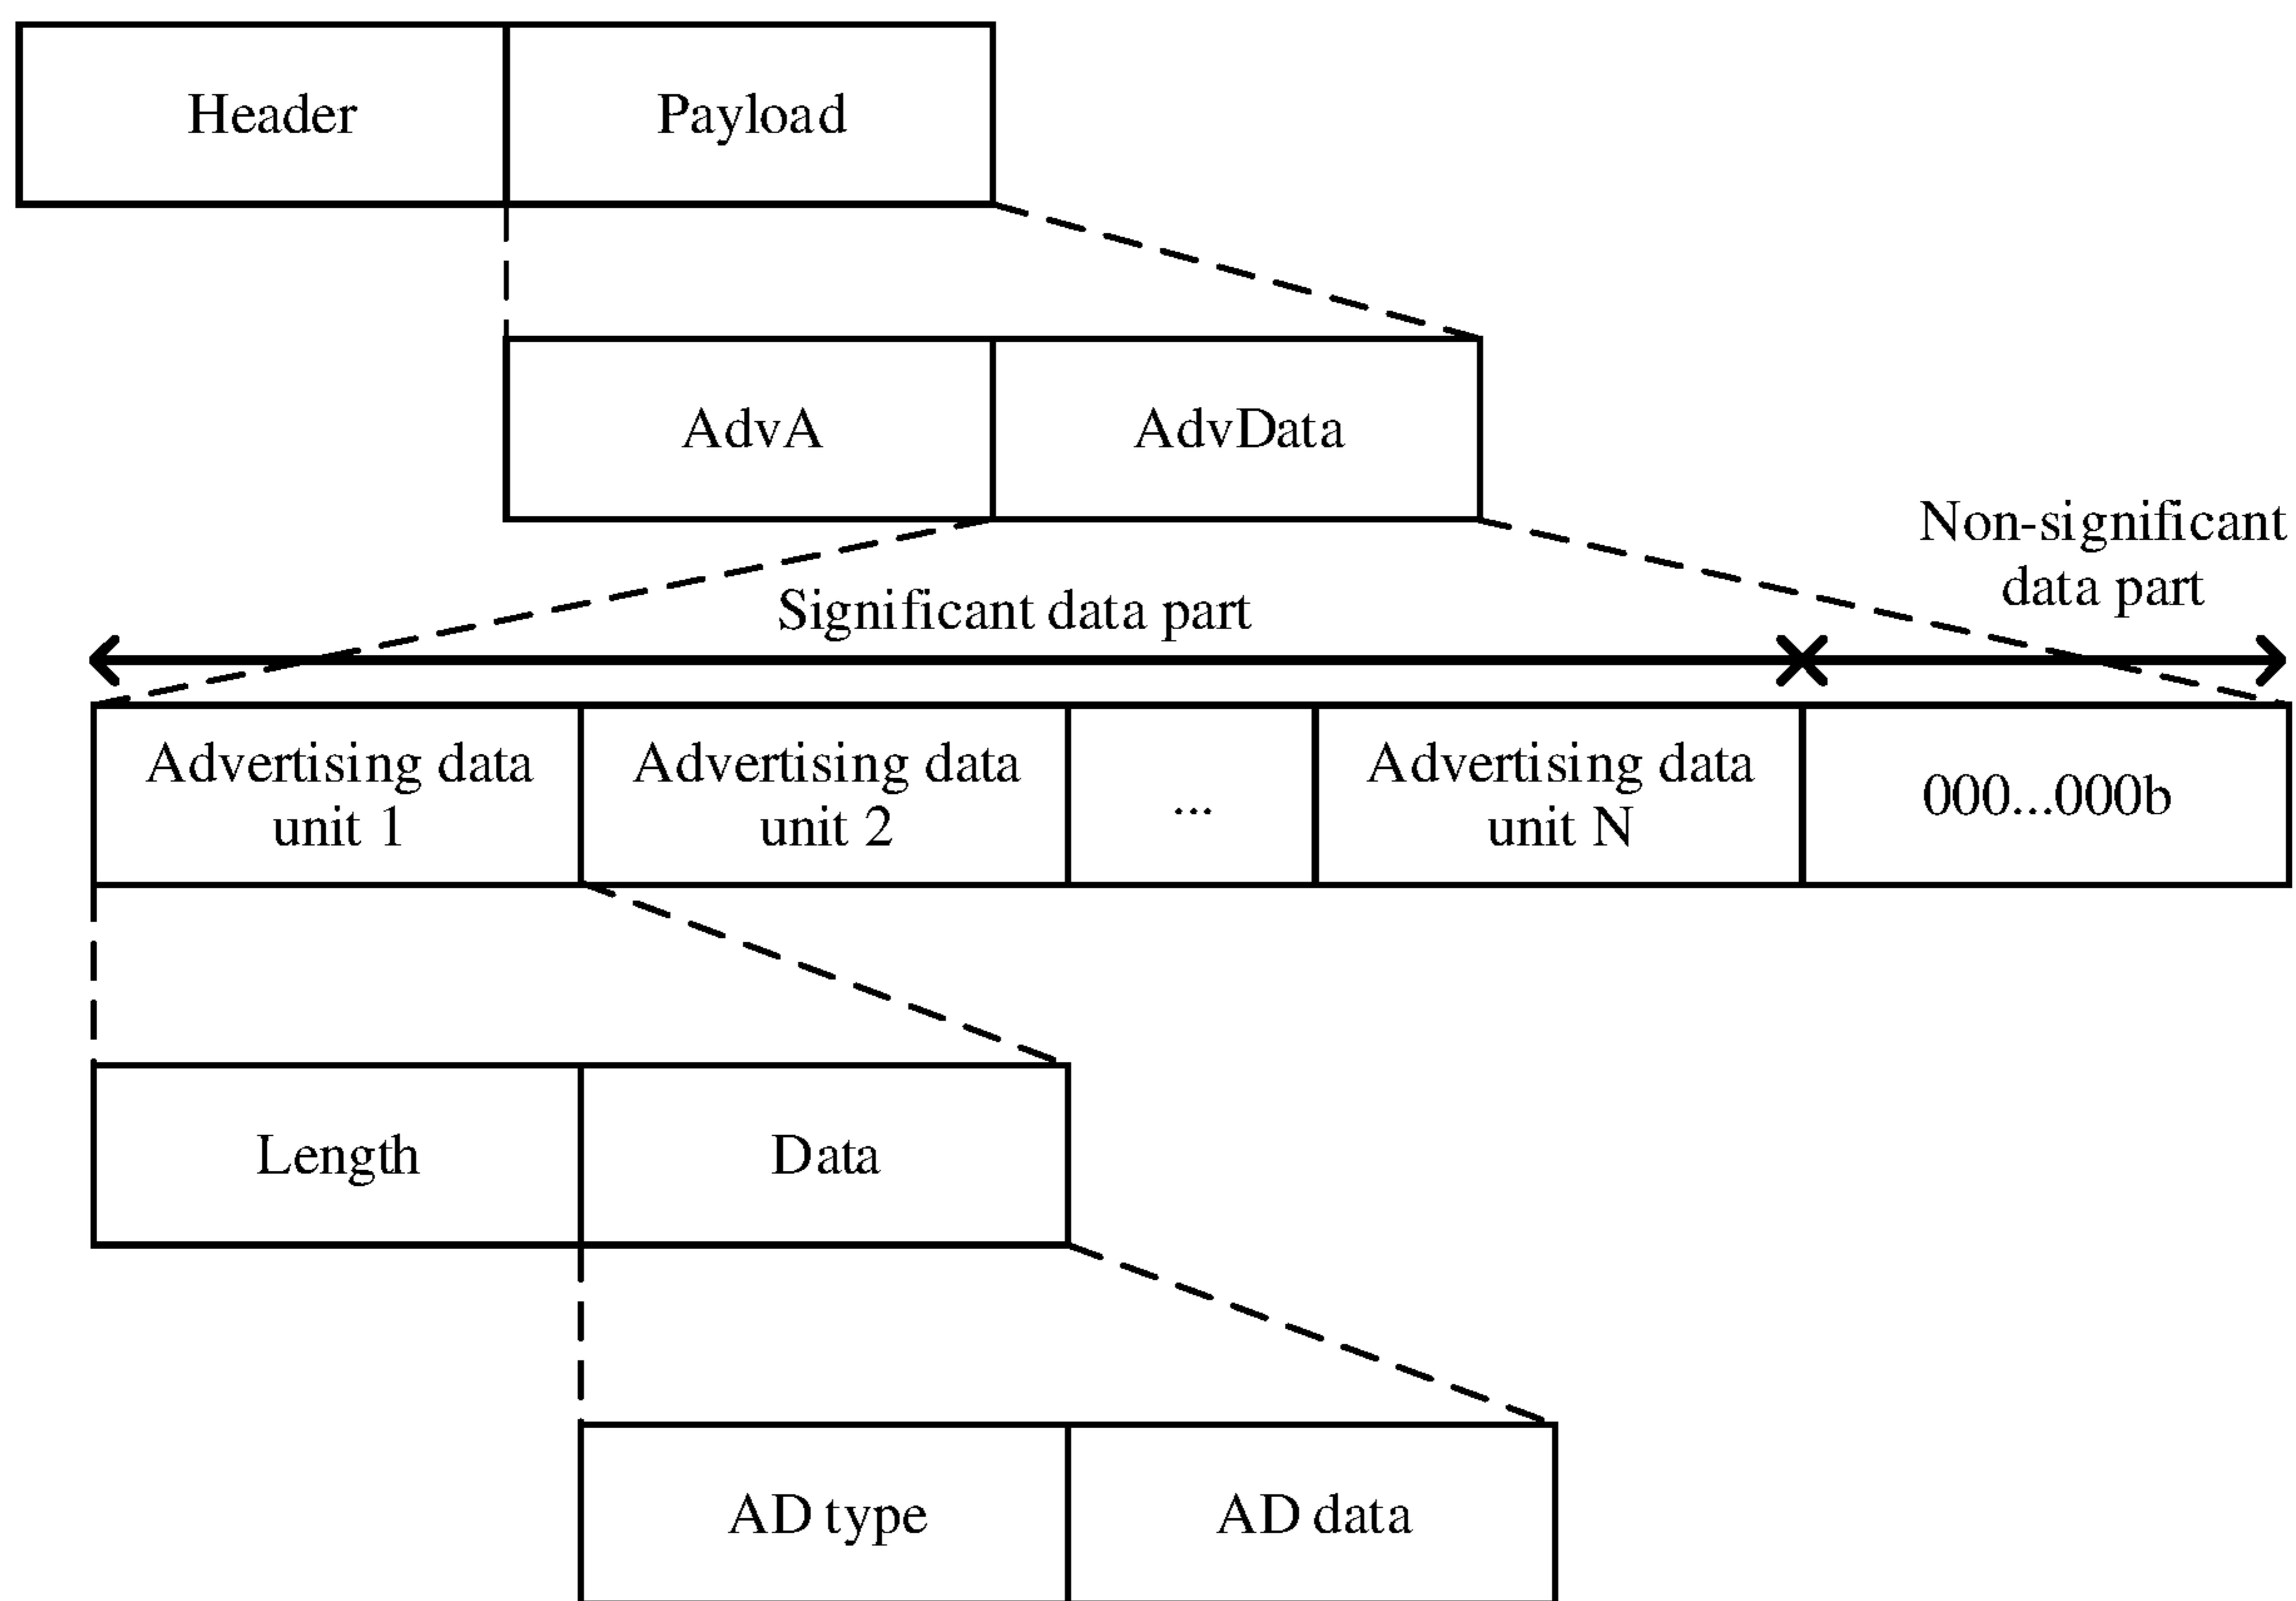 Header
Payload
AdvA
AdvData
Non-significant
data part
Significant data part
Advertising data
unit 1
Advertising data
unit 2
...
Advertising data
unit N
000...000b
Length
Data
AD type
AD data